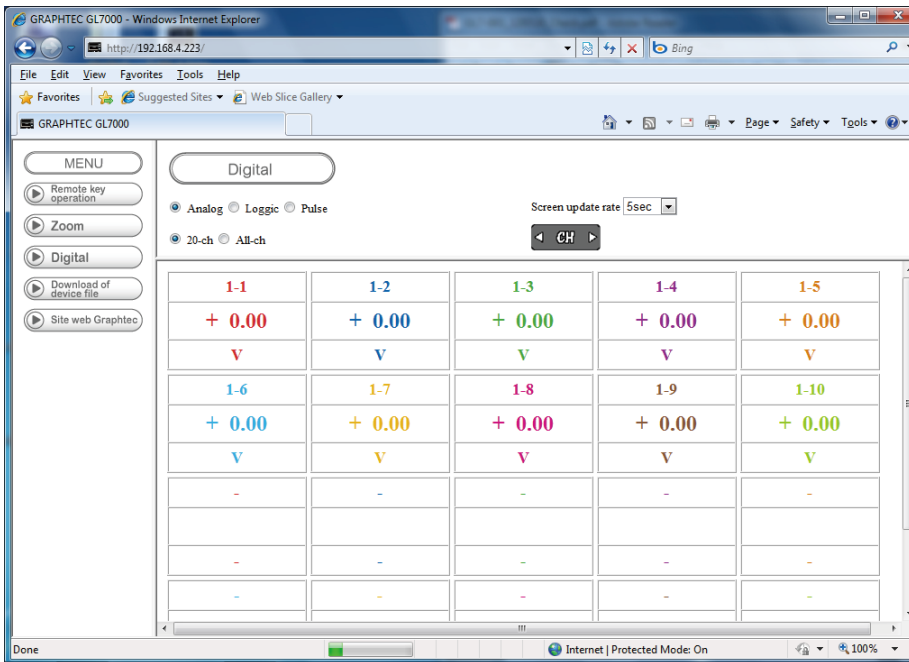 GRAPHTEC GL7000 - Windows Internet Explorer
http://192.168.4.223/
Bing
File Edit View Favorites Tools Help
Favorites Suggested Sites Web Slice Gallery
GRAPHTEC GL7000
Page Safety Tools
MENU
Remote key
operation
Zoom
Digital
Download of
device file
Site web Graphtec
Digital
Analog Loggic Pulse
Screen update rate 5sec
20-ch All-ch
CH
1-1 1-2 1-3 1-4 1-5
+ 0.00 + 0.00 + 0.00 + 0.00 + 0.00
V V V V V
1-6 1-7 1-8 1-9 1-10
+ 0.00 + 0.00 + 0.00 + 0.00 + 0.00
V V V V V
- - - - -
- - - - -
- - - - -
Done
Internet | Protected Mode: On
100%